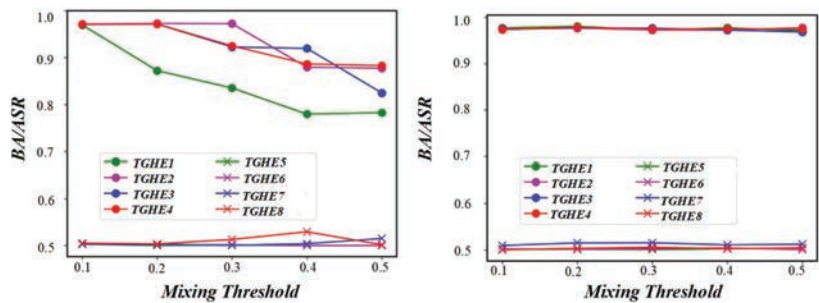 1.0
0.9
0.8
0.7
0.6
0.5
BA/ASR
TGHE1 TGHE5
TGHE2 TGHE6
TGHE3 TGHE7
TGHE4 TGHE8
0.1 0.2 0.3 0.4 0.5
Mixing Threshold
1.0
0.9
0.8
0.7
0.6
0.5
BA/ASR
TGHE1 TGHE5
TGHE2 TGHE6
TGHE3 TGHE7
TGHE4 TGHE8
0.1 0.2 0.3 0.4 0.5
Mixing Threshold